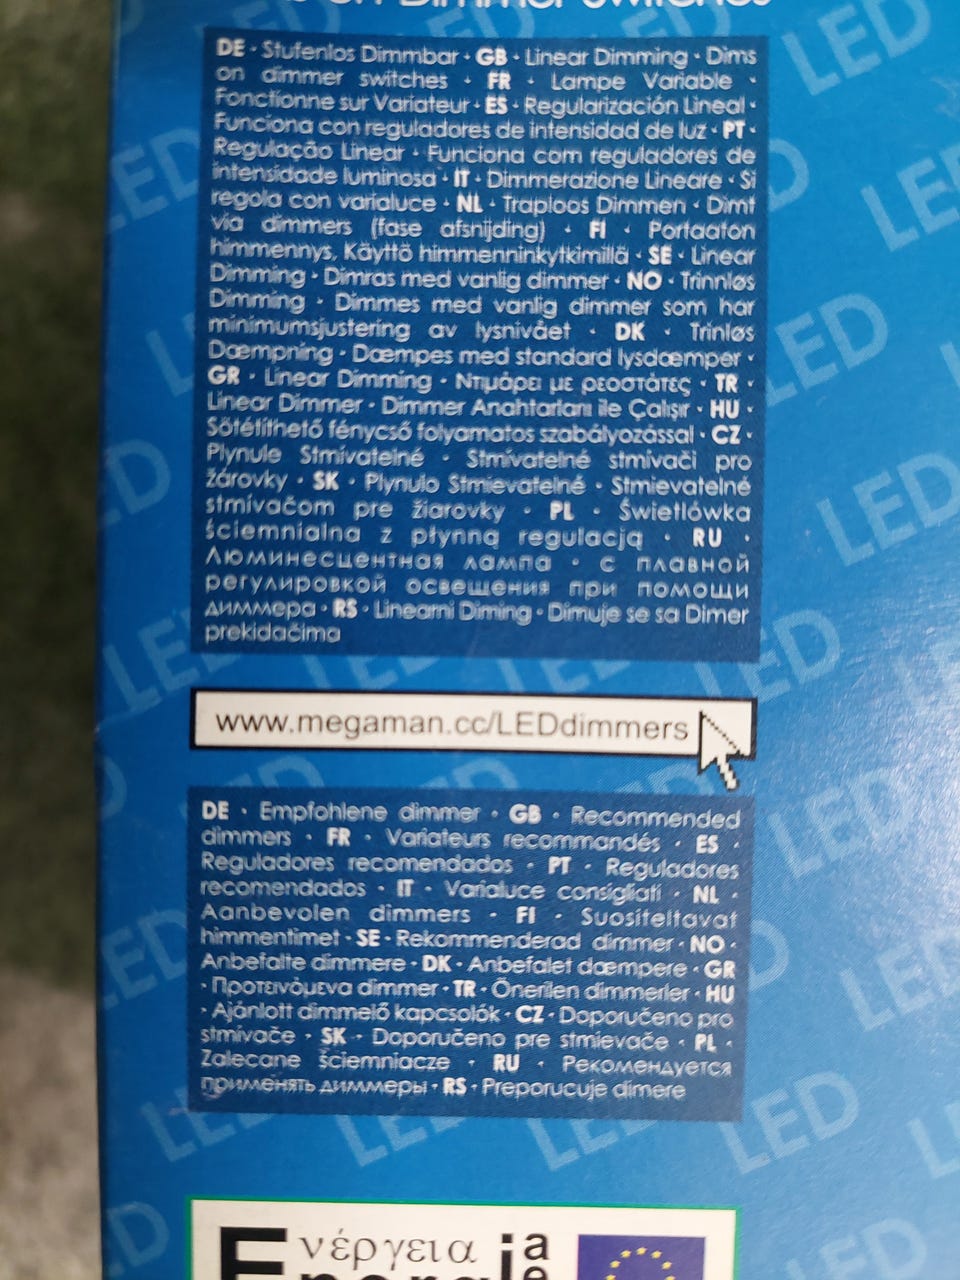 on Dimmer Switches
DE · Stufenlos Dimmbar · GB · Linear Dimming · Dims
on dimmer switches · FR · Lampe Variable ·
Fonctionne sur Variateur · ES · Regularización Lineal ·
Funciona con reguladores de intensidad de luz · PT ·
Regulação Linear · Funciona com reguladores de
intensidade luminosa · IT · Dimmerazione Lineare · Si
regola con varialuce · NL · Traploos Dimmen · Dimt
via dimmers (fase afsnijding) · FI · Portaaton
himmennys, Käyttö himmenninkytkimillä · SE · Linear
Dimming · Dimras med vanlig dimmer · NO · Trinnløs
Dimming · Dimmes med vanlig dimmer som har
minimumsjustering av lysnivået · DK · Trinløs
Dæmpning · Dæmpes med standard lysdæmper ·
GR · Linear Dimming · Ντιμάρει με ρεοστάτες · TR ·
Linear Dimmer · Dimmer Anahtarları ile Çalışır · HU ·
Sötétíthető fénycső folyamatos szabályozással · CZ ·
Plynule Stmívatelné · Stmívatelné stmívači pro
žárovky · SK · Plynulo Stmievatelné · Stmievatelné
stmívačom pre žiarovky · PL · Świetlówka
ściemnialna z płynną regulacją · RU ·
Люминесцентная лампа · с плавной
регулировкой освещения при помощи
диммера · RS · Linearni Diming · Dimuje se sa Dimer
prekidačima
www.megaman.cc/LEDdimmers
DE · Empfohlene dimmer · GB · Recommended
dimmers · FR · Variateurs recommandés · ES ·
Reguladores recomendados · PT · Reguladores
recomendados · IT · Varialuce consigliati · NL ·
Aanbevolen dimmers · FI · Suositeltavat
himmentimet · SE · Rekommenderad dimmer · NO ·
Anbefalte dimmere · DK · Anbefalet dæmpere · GR
· Προτεινόμενα dimmer · TR · Önerilen dimmerler · HU
· Ajánlott dimmelő kapcsolók · CZ · Doporučeno pro
stmívače · SK · Doporučeno pre stmievače · PL ·
Zalecane ściemniacze · RU · Рекомендуется
применять диммеры · RS · Preporucuje dimere
ενέργεια